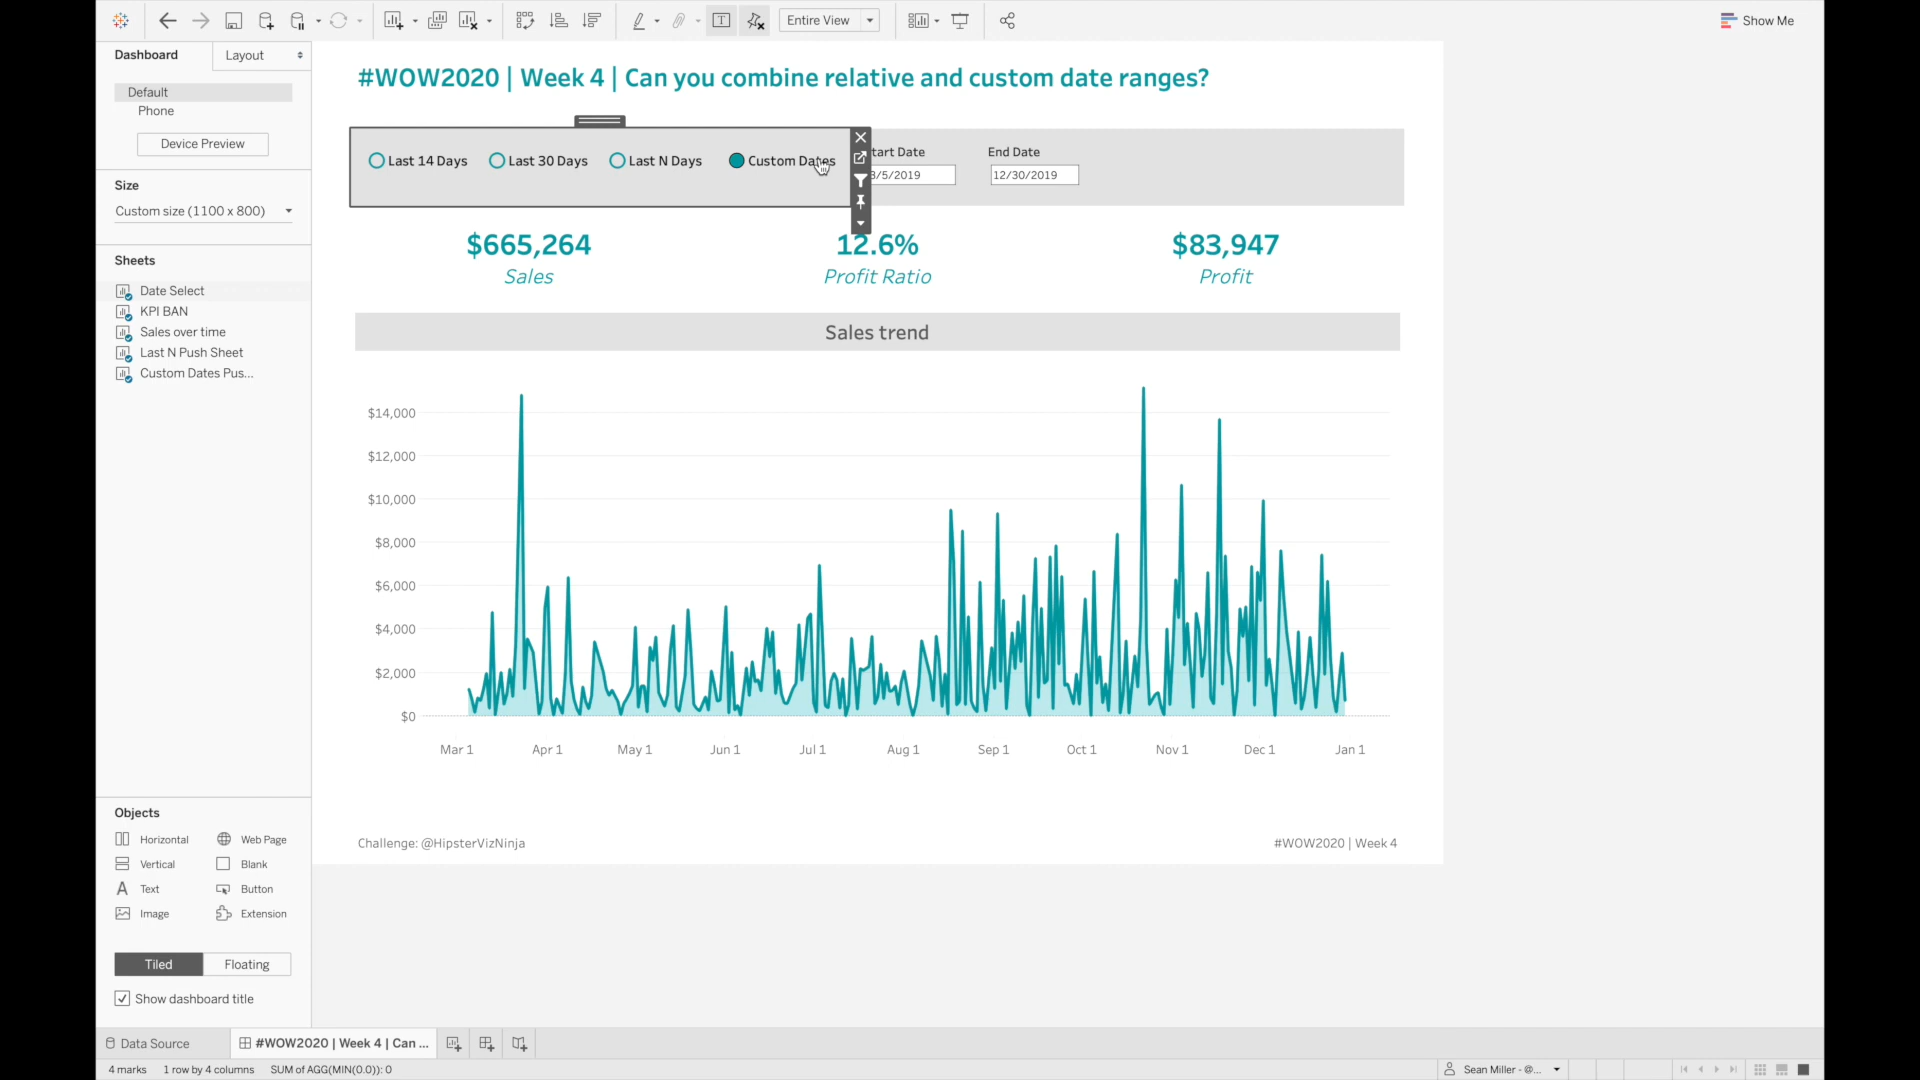 Entire View
Show Me
Dashboard
Layout
Default
Phone
Device Preview
Size
Custom size (1100 x 800)
Sheets
Date Select
KPI BAN
Sales over time
Last N Push Sheet
Custom Dates Pus...
Objects
Horizontal
Web Page
Vertical
Blank
Text
Button
Image
Extension
Tiled
Floating
Show dashboard title
#WOW2020 | Week 4 | Can you combine relative and custom date ranges?
Last 14 Days
Last 30 Days
Last N Days
Custom Dates
tart Date
End Date
3/5/2019
12/30/2019
$665,264
Sales
12.6%
Profit Ratio
$83,947
Profit
Sales trend
$14,000
$12,000
$10,000
$8,000
$6,000
$4,000
$2,000
$0
Mar 1
Apr 1
May 1
Jun 1
Jul 1
Aug 1
Sep 1
Oct 1
Nov 1
Dec 1
Jan 1
Challenge: @HipsterVizNinja
#WOW2020 | Week 4
Data Source
#WOW2020 | Week 4 | Can ...
4 marks
1 row by 4 columns
SUM of AGG(MIN(0.0)): 0
Sean Miller - @...